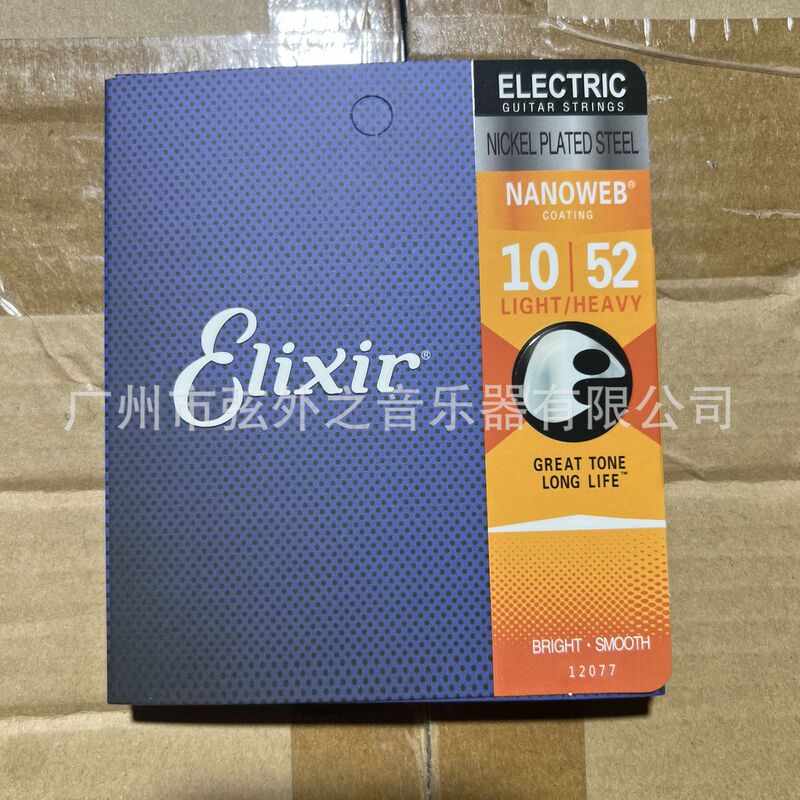 ELECTRIC
GUITAR STRINGS
NICKEL PLATED STEEL
NANOWEB®
COATING
10|52
LIGHT/HEAVY
Elixir®
广州市弦外之音乐器有限公司
GREAT TONE
LONG LIFE™
BRIGHT · SMOOTH
12077